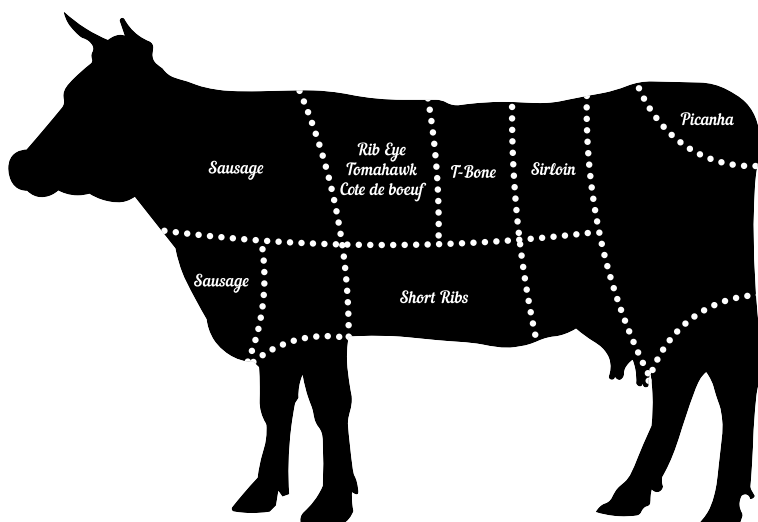 Picanha
Sausage
Rib Eye
Tomahawk
Cote de boeuf
T-Bone
Sirloin
Sausage
Short Ribs